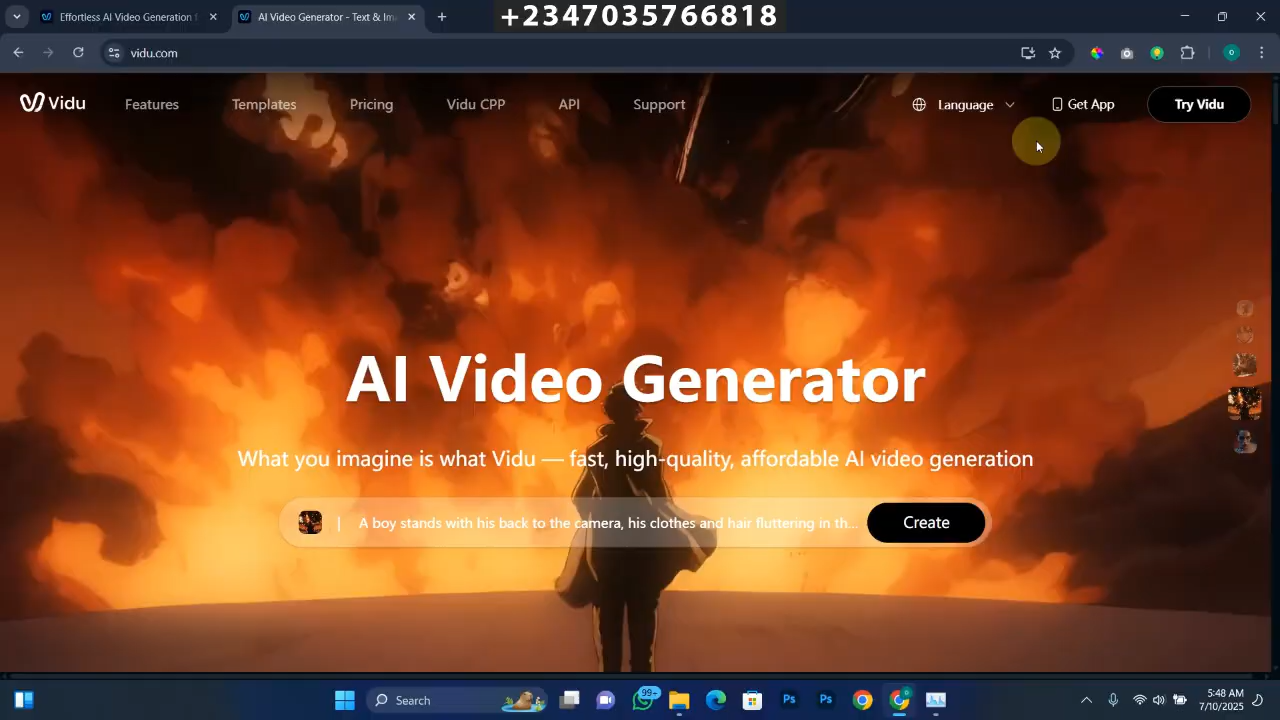 +2347035766818
Effortless AI Video Generation f
AI Video Generator - Text & Im
vidu.com
Vidu
Features
Templates
Pricing
Vidu CPP
API
Support
Language
Get App
Try Vidu
AI Video Generator
What you imagine is what Vidu — fast, high-quality, affordable AI video generation
| A boy stands with his back to the camera, his clothes and hair fluttering in th...
Create
Search
99+
Ps
Ps
5:48 AM
7/10/2025